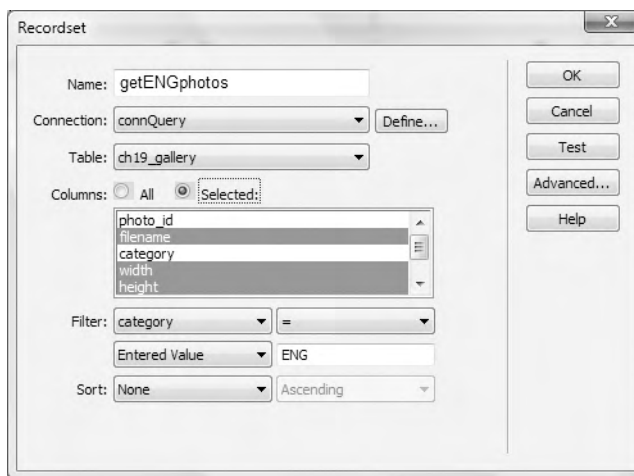 Recordset
x
Name: getENGphotos
Connection: connQuery Define...
Table: ch19_gallery
Columns: All Selected:
photo_id
filename
category
width
height
Filter: category =
Entered Value ENG
Sort: None Ascending
OK
Cancel
Test
Advanced...
Help